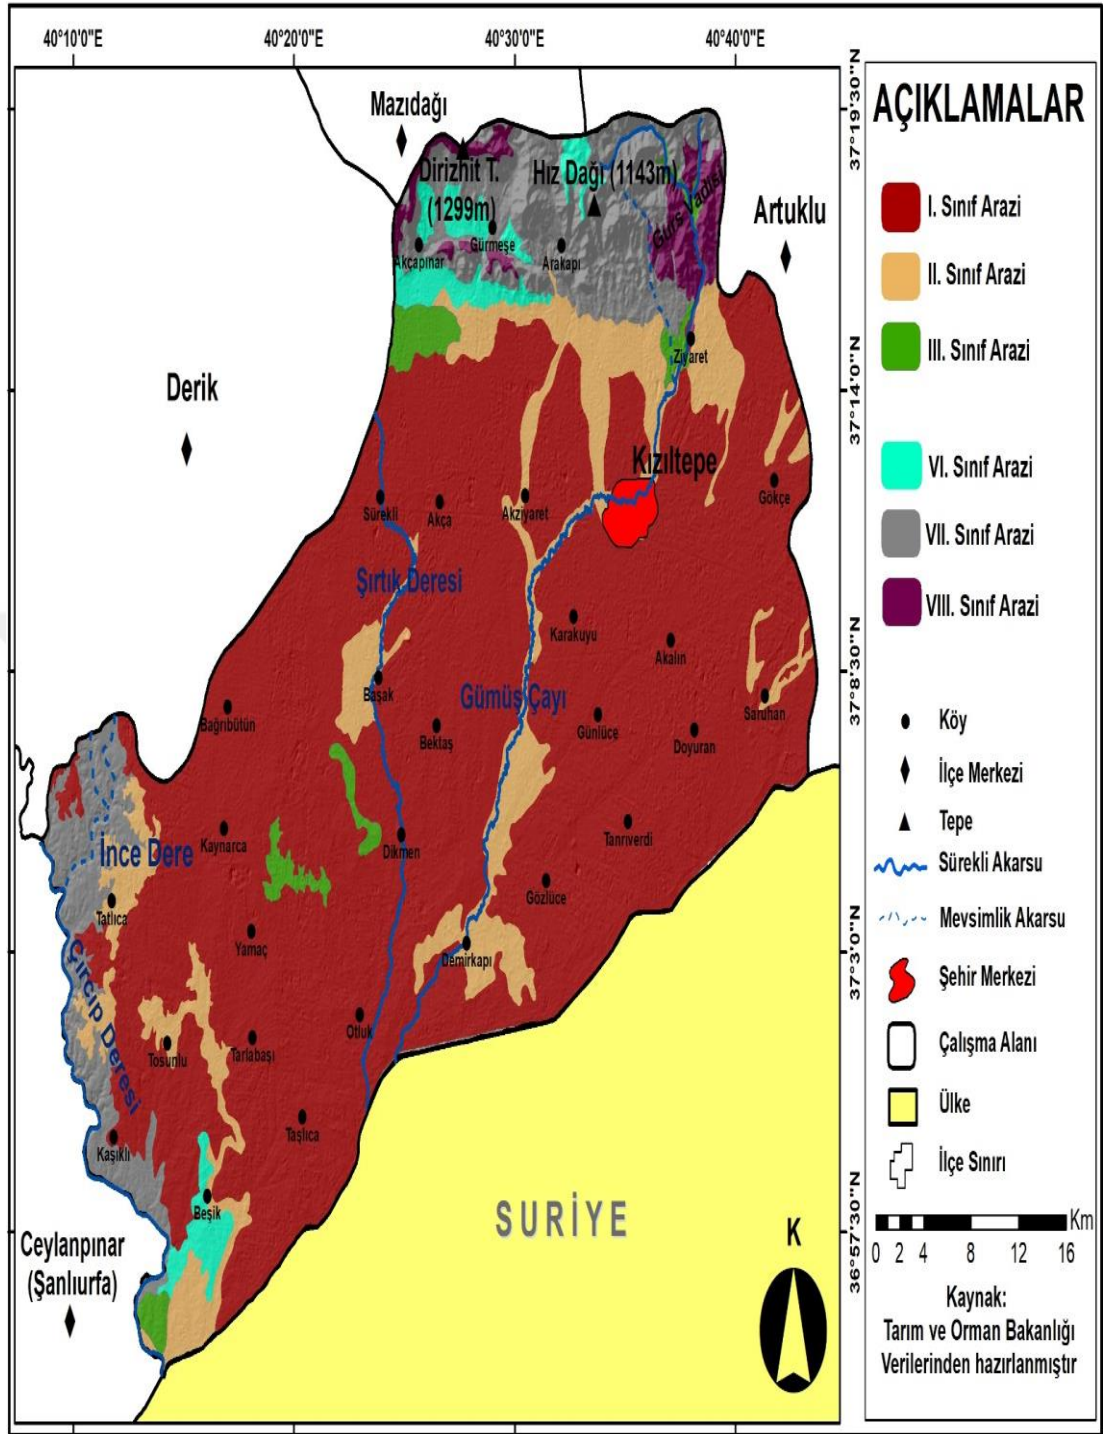 40°10'0"E
40°20'0"E
40°30'0"E
40°40'0"E
37°19'30"N
37°14'0"N
37°8'30"N
37°3'0"N
36°57'30"N
Mazıdağı
Dirizhit T.
(1299m)
Hız Dağı (1143m)
Gurs Vadisi
Artuklu
Akçapınar
Gürmeşe
Arakapı
Ziyaret
Derik
Kızıltepe
Gökçe
Sürekli
Akça
Akziyaret
Şırtık Deresi
Karakuyu
Akalın
Başak
Gümüş Çayı
Saruhan
Bağrıbütün
Bektaş
Günlüce
Doyuran
Kaynarca
İnce Dere
Dikmen
Tanrıverdi
Gözlüce
Tatlıca
Yamaç
Demirkapı
Çırcıp Deresi
Otluk
Tosunlu
Tarlabaşı
Taşlıca
Kaşıklı
Beşik
SURİYE
Ceylanpınar
(Şanlıurfa)
K
AÇIKLAMALAR
I. Sınıf Arazi
II. Sınıf Arazi
III. Sınıf Arazi
VI. Sınıf Arazi
VII. Sınıf Arazi
VIII. Sınıf Arazi
Köy
İlçe Merkezi
Tepe
Sürekli Akarsu
Mevsimlik Akarsu
Şehir Merkezi
Çalışma Alanı
Ülke
İlçe Sınırı
Km
0 2 4 8 12 16
Kaynak:
Tarım ve Orman Bakanlığı
Verilerinden hazırlanmıştır